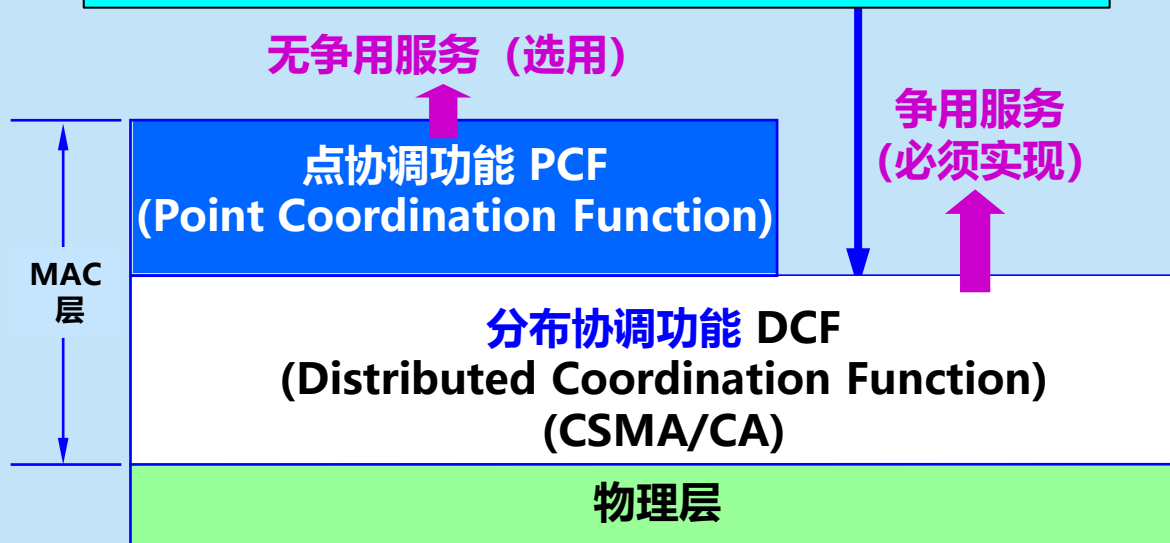 无争用服务（选用）
争用服务
（必须实现）
点协调功能 PCF
(Point Coordination Function)
MAC
层
分布协调功能 DCF
(Distributed Coordination Function)
(CSMA/CA)
物理层